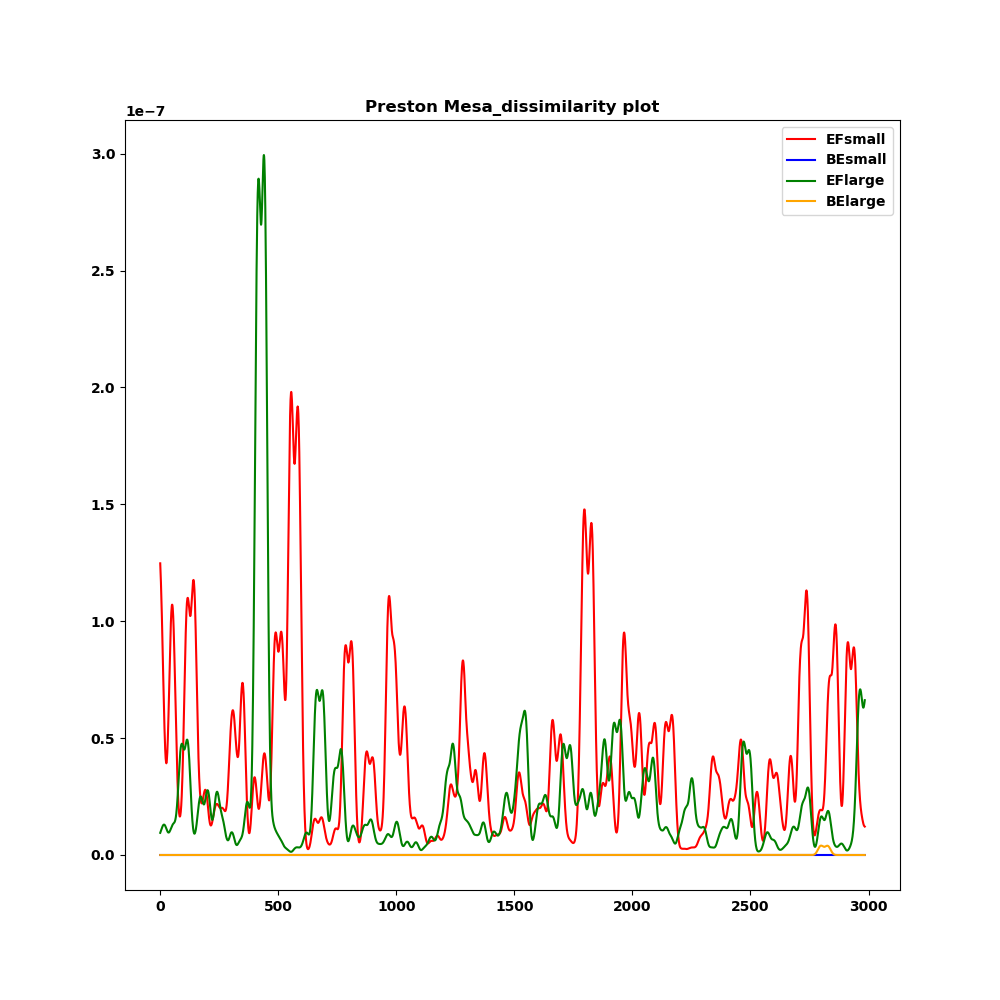 Preston Mesa_dissimilarity plot
1e−7
EFsmall
BEsmall
EFlarge
BElarge
3.0
2.5
2.0
1.5
1.0
0.5
0.0
0 500 1000 1500 2000 2500 3000